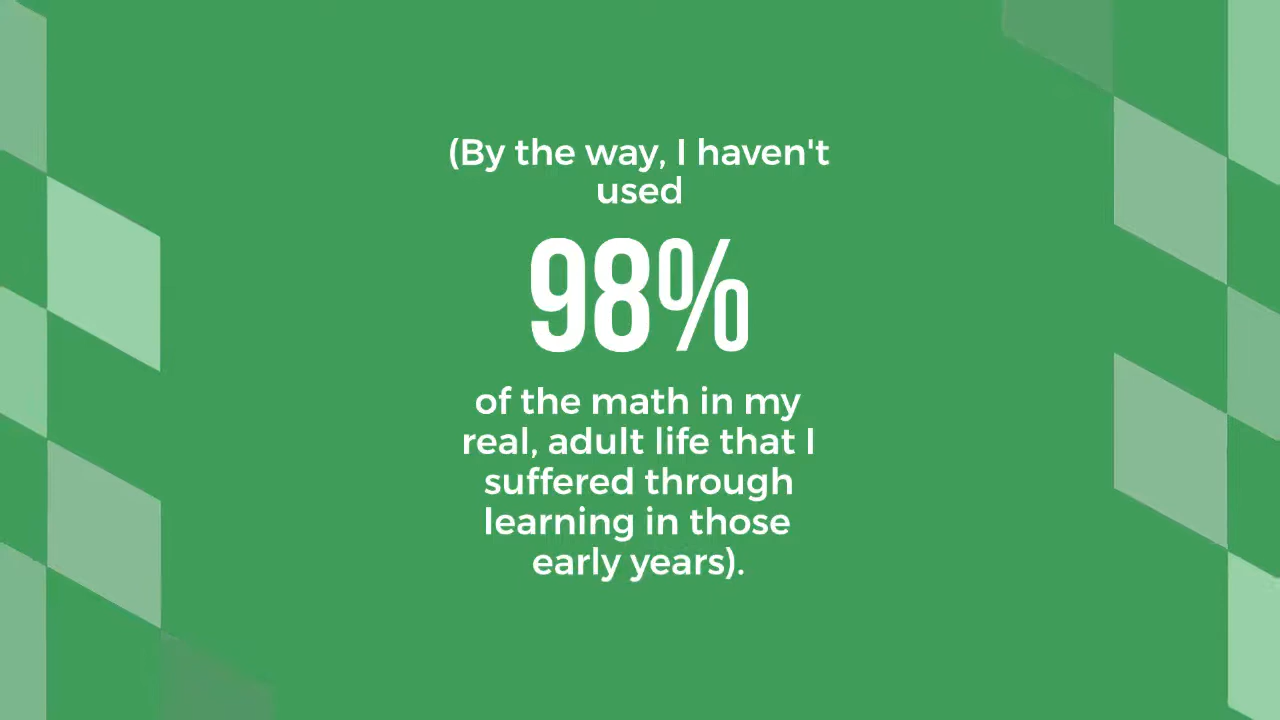 (By the way, I haven't
used
98%
of the math in my
real, adult life that I
suffered through
learning in those
early years).